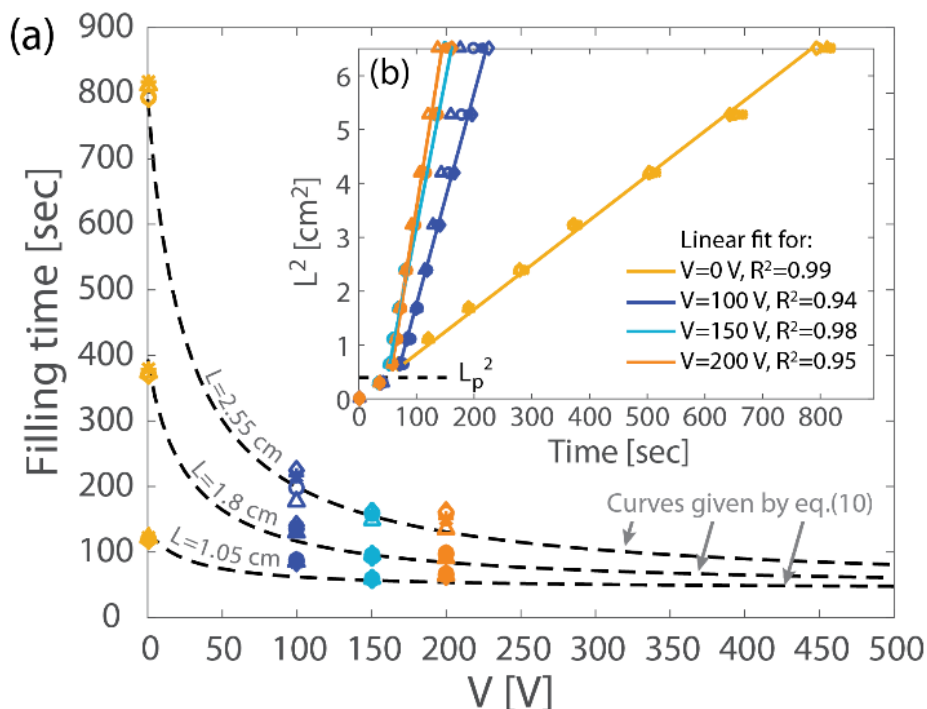 (a)
900
800
700
600
500
400
300
200
100
0
Filling time [sec]
0 50 100 150 200 250 300 350 400 450 500
V [V]
L=2.55 cm
L=1.8 cm
L=1.05 cm
Curves given by eq.(10)
(b)
6
5
4
3
2
1
0
L² [cm²]
0 100 200 300 400 500 600 700 800
Time [sec]
Lₚ²
Linear fit for:
V=0 V, R²=0.99
V=100 V, R²=0.94
V=150 V, R²=0.98
V=200 V, R²=0.95